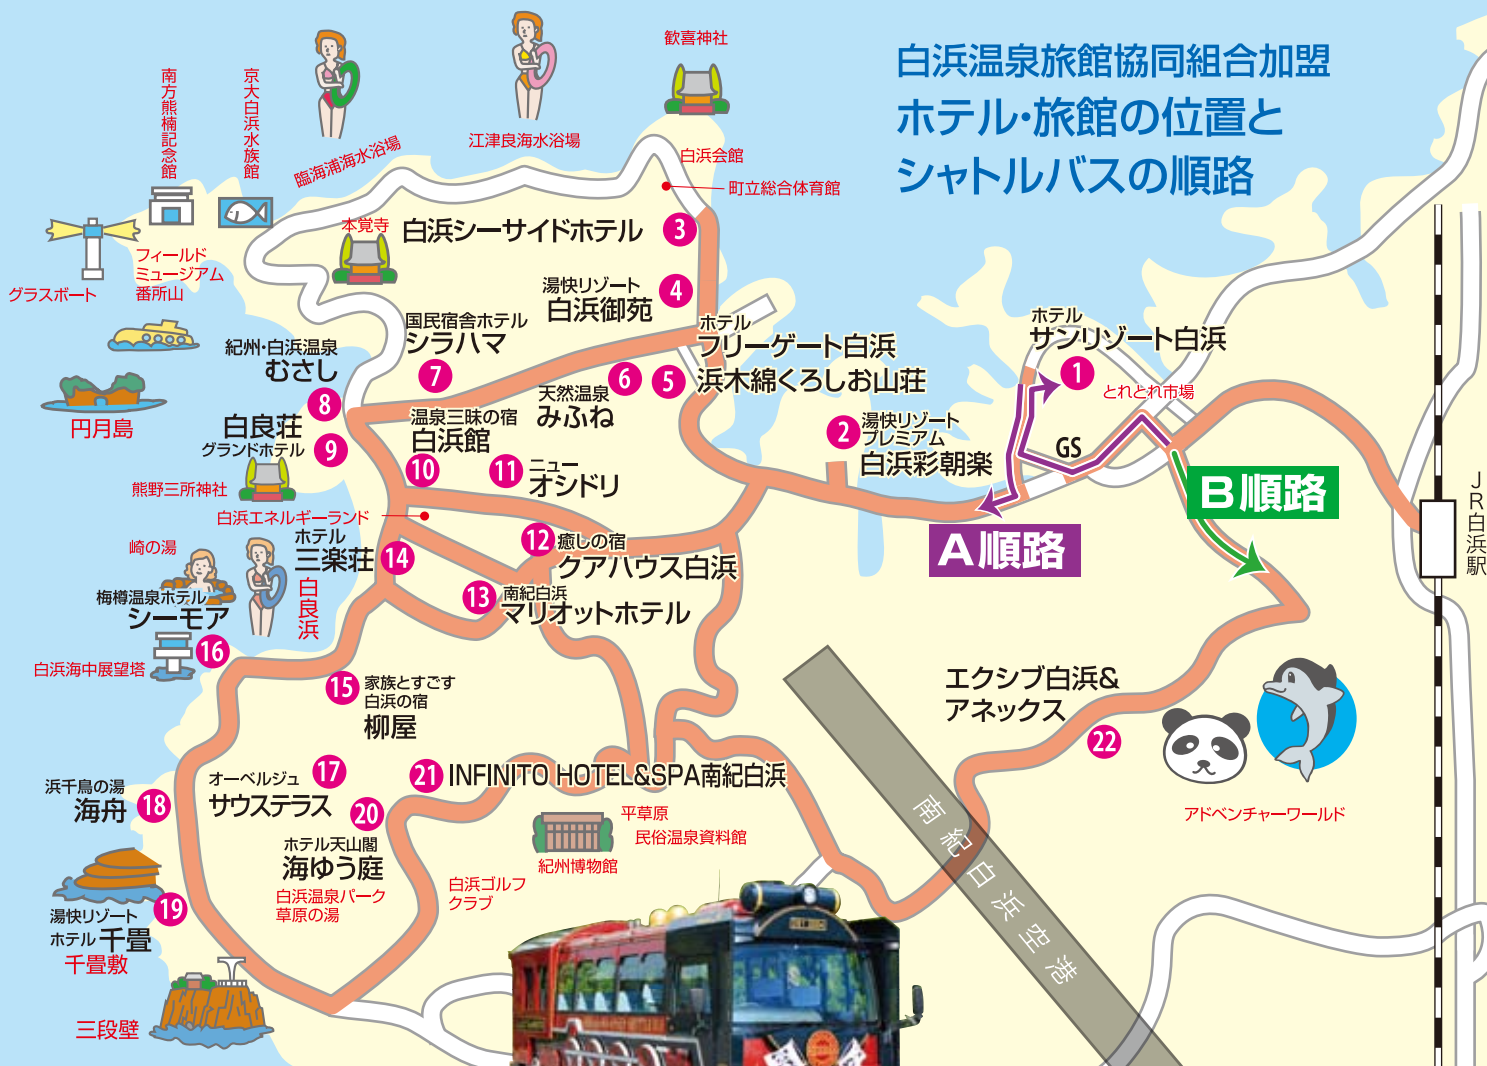 白浜温泉旅館協同組合加盟
ホテル・旅館の位置と
シャトルバスの順路
歓喜神社
江津良海水浴場
臨海浦海水浴場
京大白浜水族館
南方熊楠記念館
白浜会館
町立総合体育館
本覚寺
白浜シーサイドホテル
3
フィールド
ミュージアム
番所山
グラスボート
湯快リゾート
白浜御苑
4
国民宿舎ホテル
シラハマ
7
ホテル
フリーゲート白浜
浜木綿くろしお山荘
6
5
ホテル
サンリゾート白浜
1
とれとれ市場
紀州・白浜温泉
むさし
8
天然温泉
みふね
円月島
白良荘
グランドホテル
9
温泉三昧の宿
白浜館
10
11
ニュー
オシドリ
2
湯快リゾート
プレミアム
白浜彩朝楽
GS
B順路
A順路
JR白浜駅
熊野三所神社
白浜エネルギーランド
ホテル
三楽荘
14
12
癒しの宿
クアハウス白浜
崎の湯
白良浜
13
南紀白浜
マリオットホテル
梅樽温泉ホテル
シーモア
16
白浜海中展望塔
15
家族とすごす
白浜の宿
柳屋
エクシブ白浜&
アネックス
22
オーベルジュ
サウステラス
17
21
INFINITO HOTEL&SPA南紀白浜
浜千鳥の湯
海舟
18
20
ホテル天山閣
海ゆう庭
白浜温泉パーク
草原の湯
平草原
民俗温泉資料館
紀州博物館
白浜ゴルフ
クラブ
南紀白浜空港
アドベンチャーワールド
湯快リゾート
ホテル千畳
19
千畳敷
三段壁